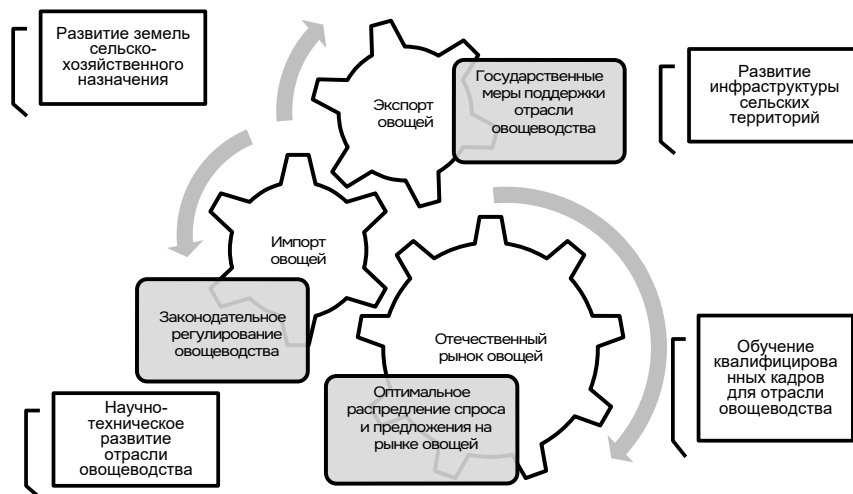 Развитие земель
сельско-
хозяйственного
назначения
Экспорт
овощей
Государственные
меры поддержки
отрасли
овощеводства
Развитие
инфраструктуры
сельских
территорий
Импорт
овощей
Законодательное
регулирование
овощеводства
Отечественный
рынок овощей
Оптимальное
распредление спроса
и предложения на
рынке овощей
Обучение
квалифицирова
нных кадров
для отрасли
овощеводства
Научно-
техническое
развитие
отрасли
овощеводства